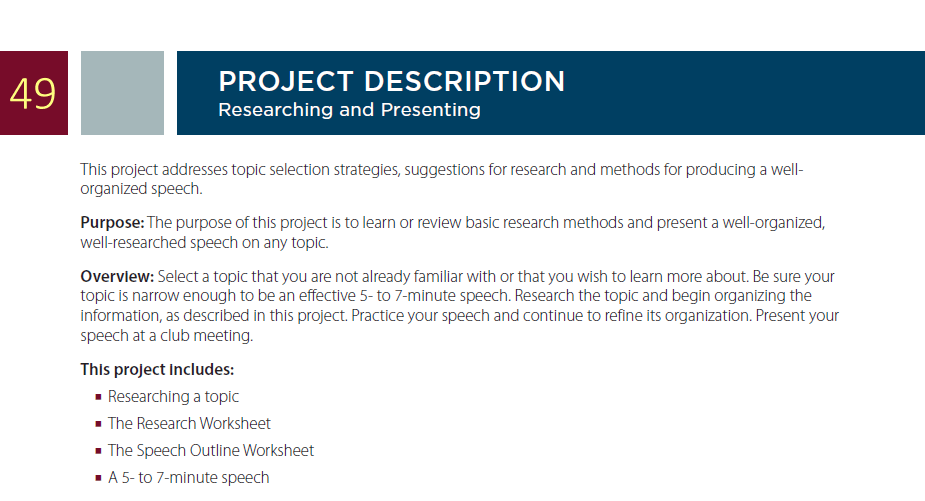 49
PROJECT DESCRIPTION
Researching and Presenting
This project addresses topic selection strategies, suggestions for research and methods for producing a well-
organized speech.
Purpose: The purpose of this project is to learn or review basic research methods and present a well-organized,
well-researched speech on any topic.
Overview: Select a topic that you are not already familiar with or that you wish to learn more about. Be sure your
topic is narrow enough to be an effective 5- to 7-minute speech. Research the topic and begin organizing the
information, as described in this project. Practice your speech and continue to refine its organization. Present your
speech at a club meeting.
This project includes:
▪ Researching a topic
▪ The Research Worksheet
▪ The Speech Outline Worksheet
▪ A 5- to 7-minute speech